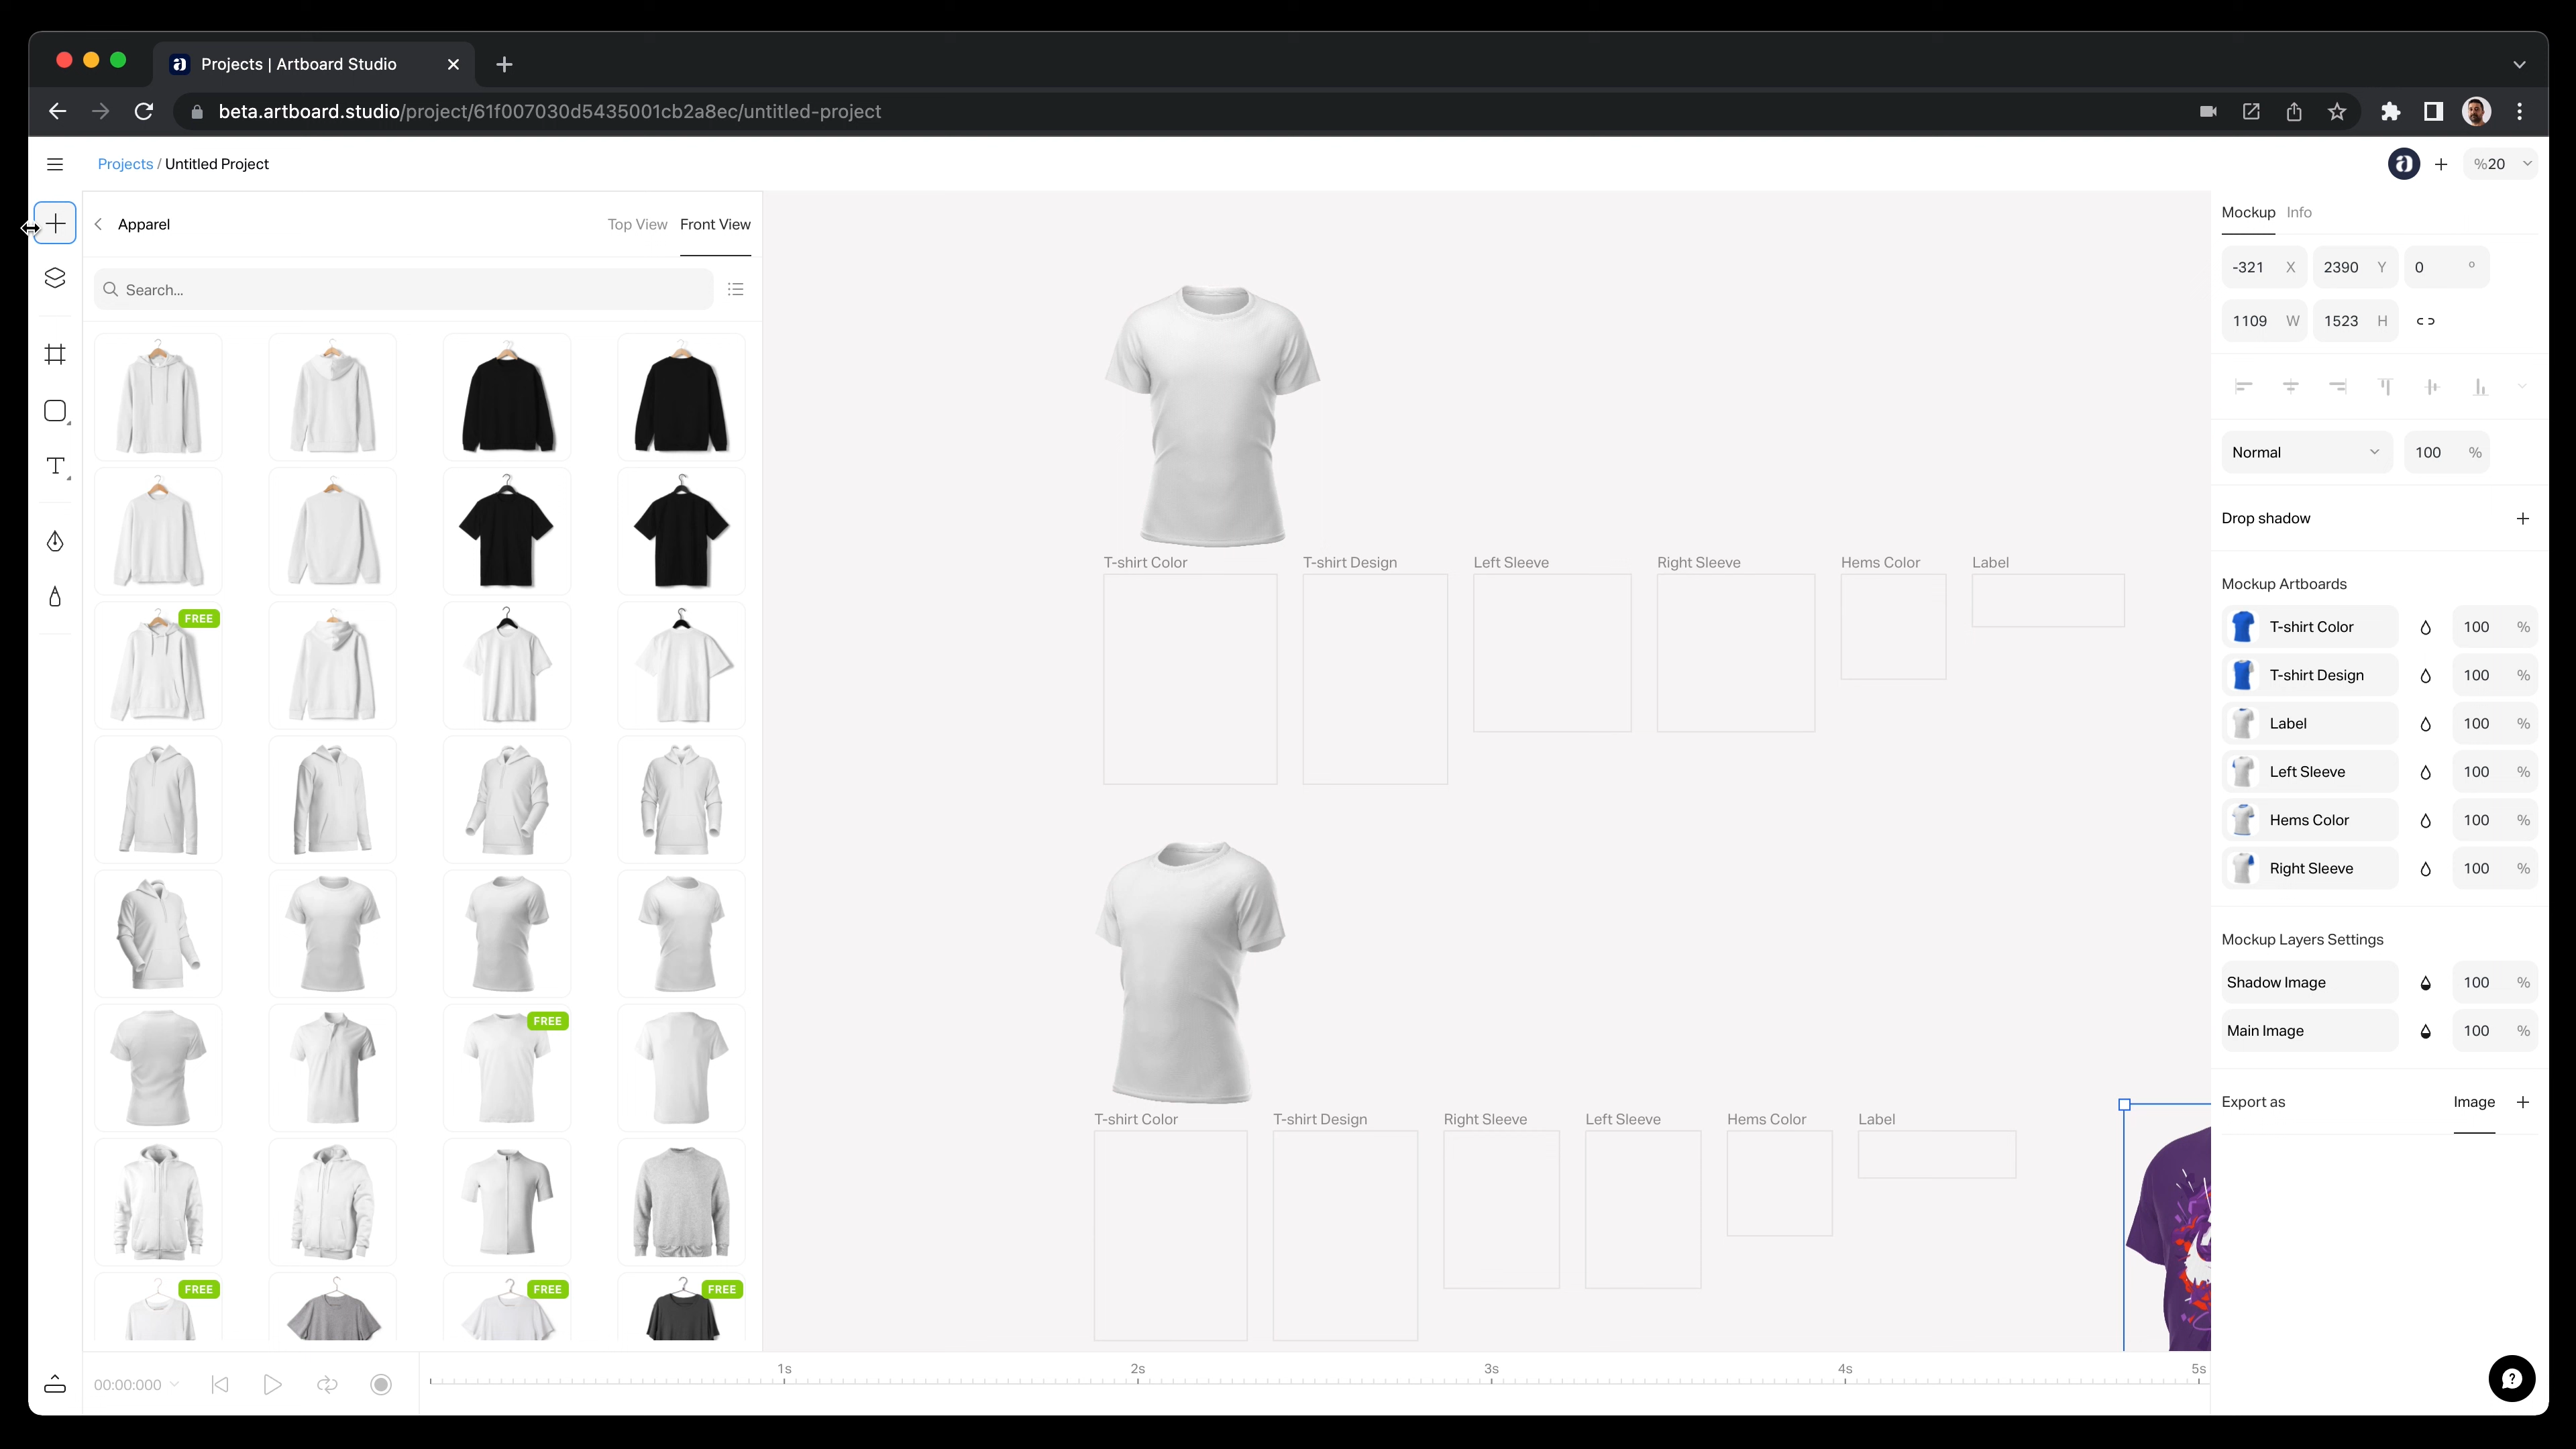 Projects | Artboard Studio
beta.artboard.studio/project/61f007030d5435001cb2a8ec/untitled-project
Projects / Untitled Project
%20
Apparel
Top View Front View
Search...
FREE
FREE
FREE
FREE
FREE
T-shirt Color T-shirt Design Left Sleeve Right Sleeve Hems Color Label
T-shirt Color T-shirt Design Right Sleeve Left Sleeve Hems Color Label
Mockup Info
-321 X 2390 Y 0 °
1109 W 1523 H
Normal 100 %
Drop shadow
Mockup Artboards
T-shirt Color 100 %
T-shirt Design 100 %
Label 100 %
Left Sleeve 100 %
Hems Color 100 %
Right Sleeve 100 %
Mockup Layers Settings
Shadow Image 100 %
Main Image 100 %
Export as Image
00:00:000
1s 2s 3s 4s 5s